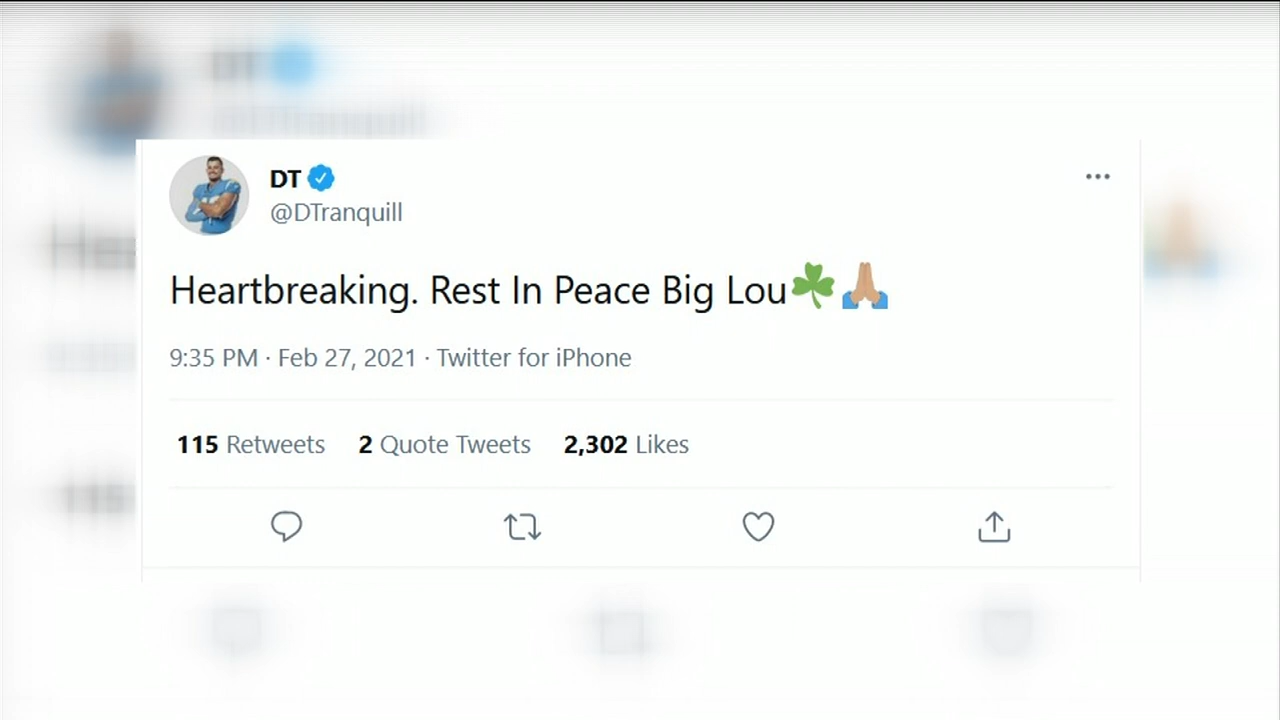 DT
@DTranquill
Heartbreaking. Rest In Peace Big Lou☘️🙏🏼
9:35 PM · Feb 27, 2021 · Twitter for iPhone
115 Retweets 2 Quote Tweets 2,302 Likes